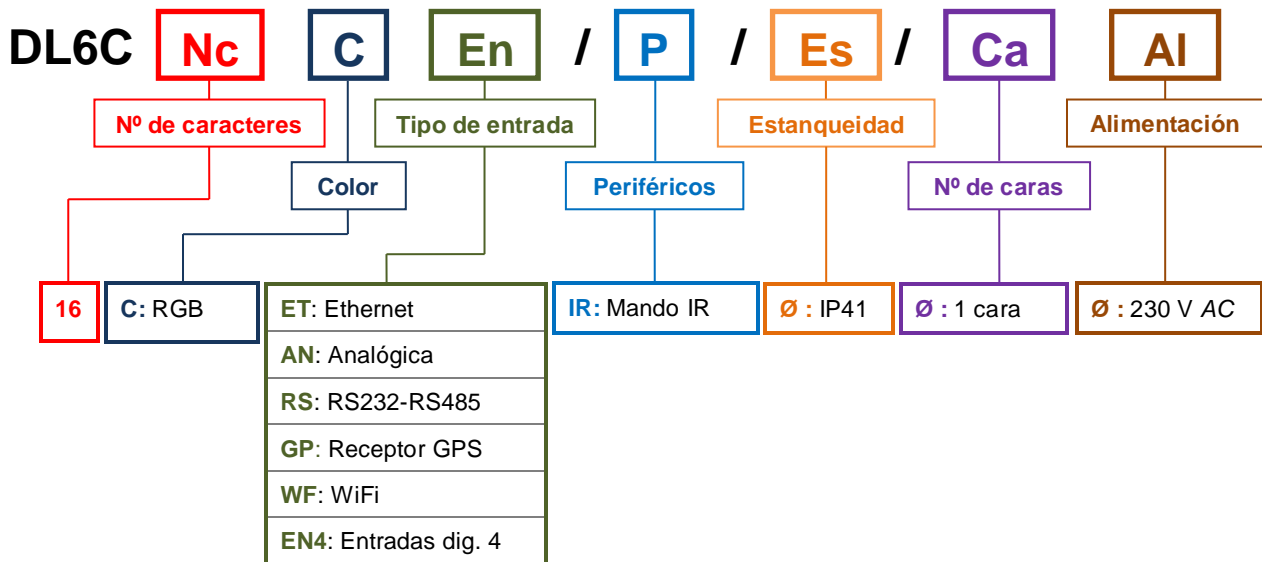 DL6C Nc C En / P / Es / Ca Al
Nº de caracteres
Tipo de entrada
Estanqueidad
Alimentación
Color
Periféricos
Nº de caras
16
C: RGB
ET: Ethernet
IR: Mando IR
Ø : IP41
Ø : 1 cara
Ø : 230 V AC
AN: Analógica
RS: RS232-RS485
GP: Receptor GPS
WF: WiFi
EN4: Entradas dig. 4